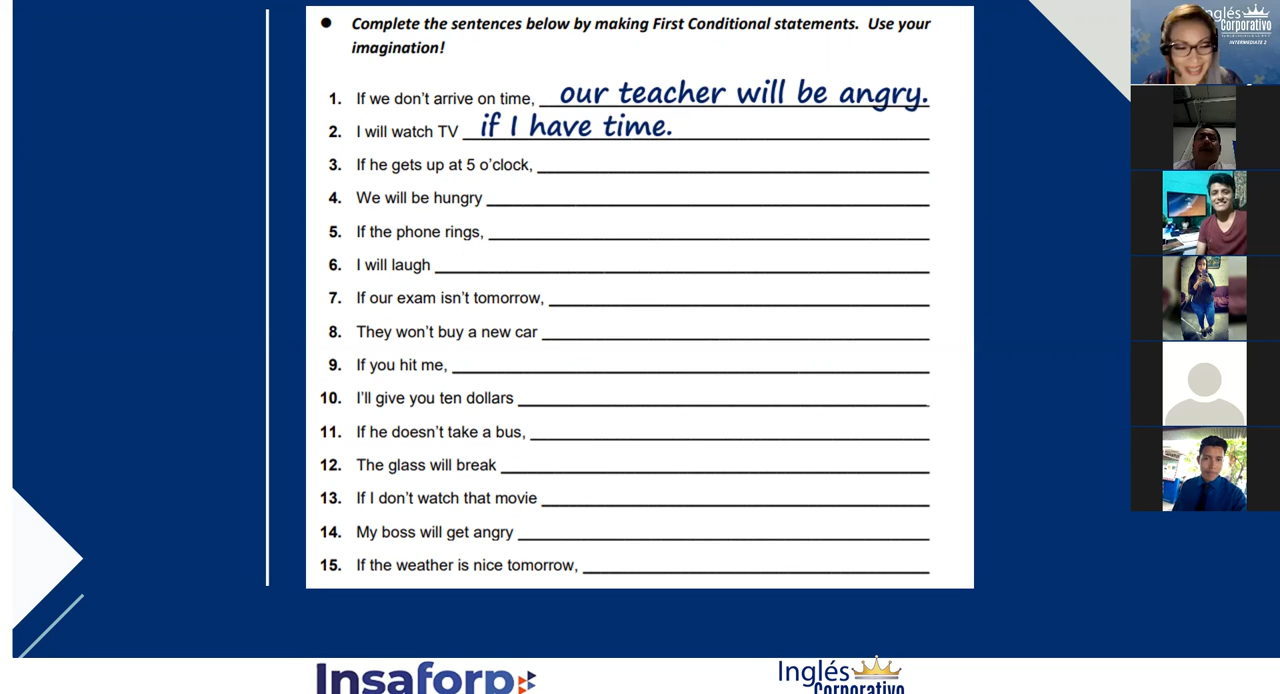 ● Complete the sentences below by making First Conditional statements. Use your
imagination!
1. If we don't arrive on time, our teacher will be angry.
2. I will watch TV if I have time.
3. If he gets up at 5 o'clock,
4. We will be hungry
5. If the phone rings,
6. I will laugh
7. If our exam isn't tomorrow,
8. They won't buy a new car
9. If you hit me,
10. I'll give you ten dollars
11. If he doesn't take a bus,
12. The glass will break
13. If I don't watch that movie
14. My boss will get angry
15. If the weather is nice tomorrow,
Inglés
Corporativo
INTERMEDIATE 2
Insaforp
Inglés
Corporativo